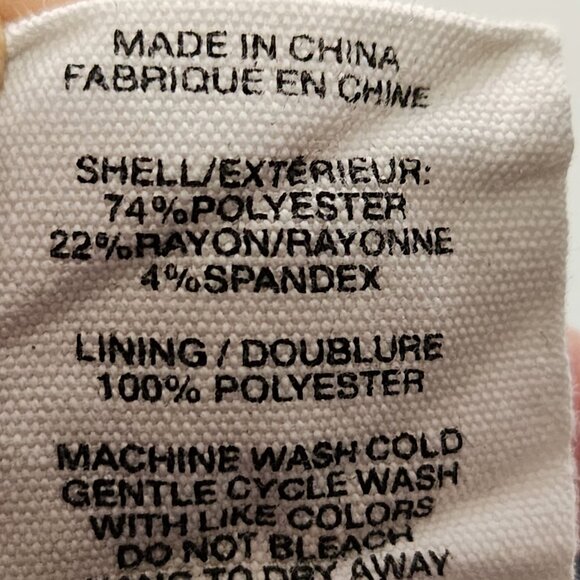 MADE IN CHINA
FABRIQUÉ EN CHINE
SHELL/EXTÉRIEUR:
74%POLYESTER
22%RAYON/RAYONNE
4%SPANDEX
LINING / DOUBLURE
100% POLYESTER
MACHINE WASH COLD
GENTLE CYCLE WASH
WITH LIKE COLORS
DO NOT BLEACH
HANG TO DRY AWAY